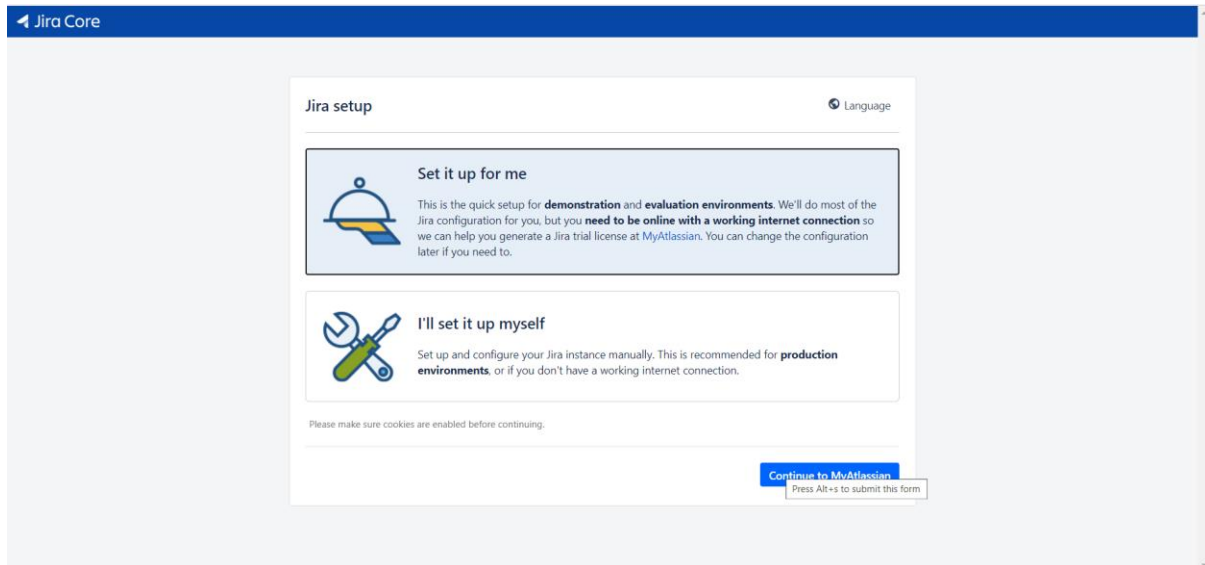 Jira Core
Jira setup
Language
Set it up for me
This is the quick setup for demonstration and evaluation environments. We'll do most of the
Jira configuration for you, but you need to be online with a working internet connection so
we can help you generate a Jira trial license at MyAtlassian. You can change the configuration
later if you need to.
I'll set it up myself
Set up and configure your Jira instance manually. This is recommended for production
environments, or if you don't have a working internet connection.
Please make sure cookies are enabled before continuing.
Continue to MyAtlassian
Press Alt+s to submit this form